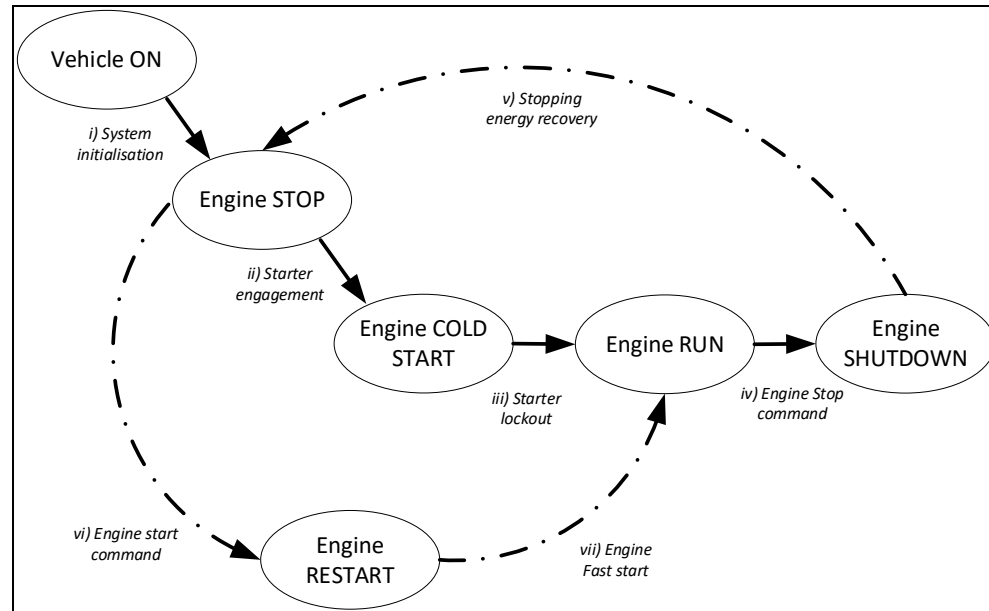 Vehicle ON
v) Stopping
energy recovery
i) System
initialisation
Engine STOP
ii) Starter
engagement
Engine COLD
START
Engine RUN
Engine
SHUTDOWN
iii) Starter
lockout
iv) Engine Stop
command
vi) Engine start
command
Engine
RESTART
vii) Engine
Fast start